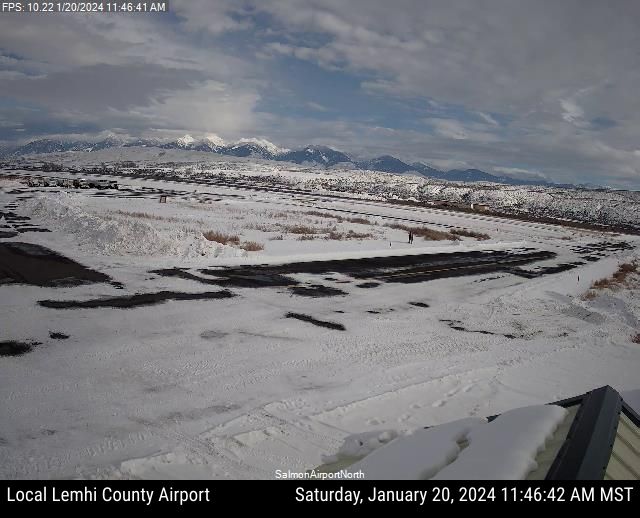 FPS: 10.22 1/20/2024 11:46:41 AM
SalmonAirportNorth
Local Lemhi County Airport Saturday, January 20, 2024 11:46:42 AM MST